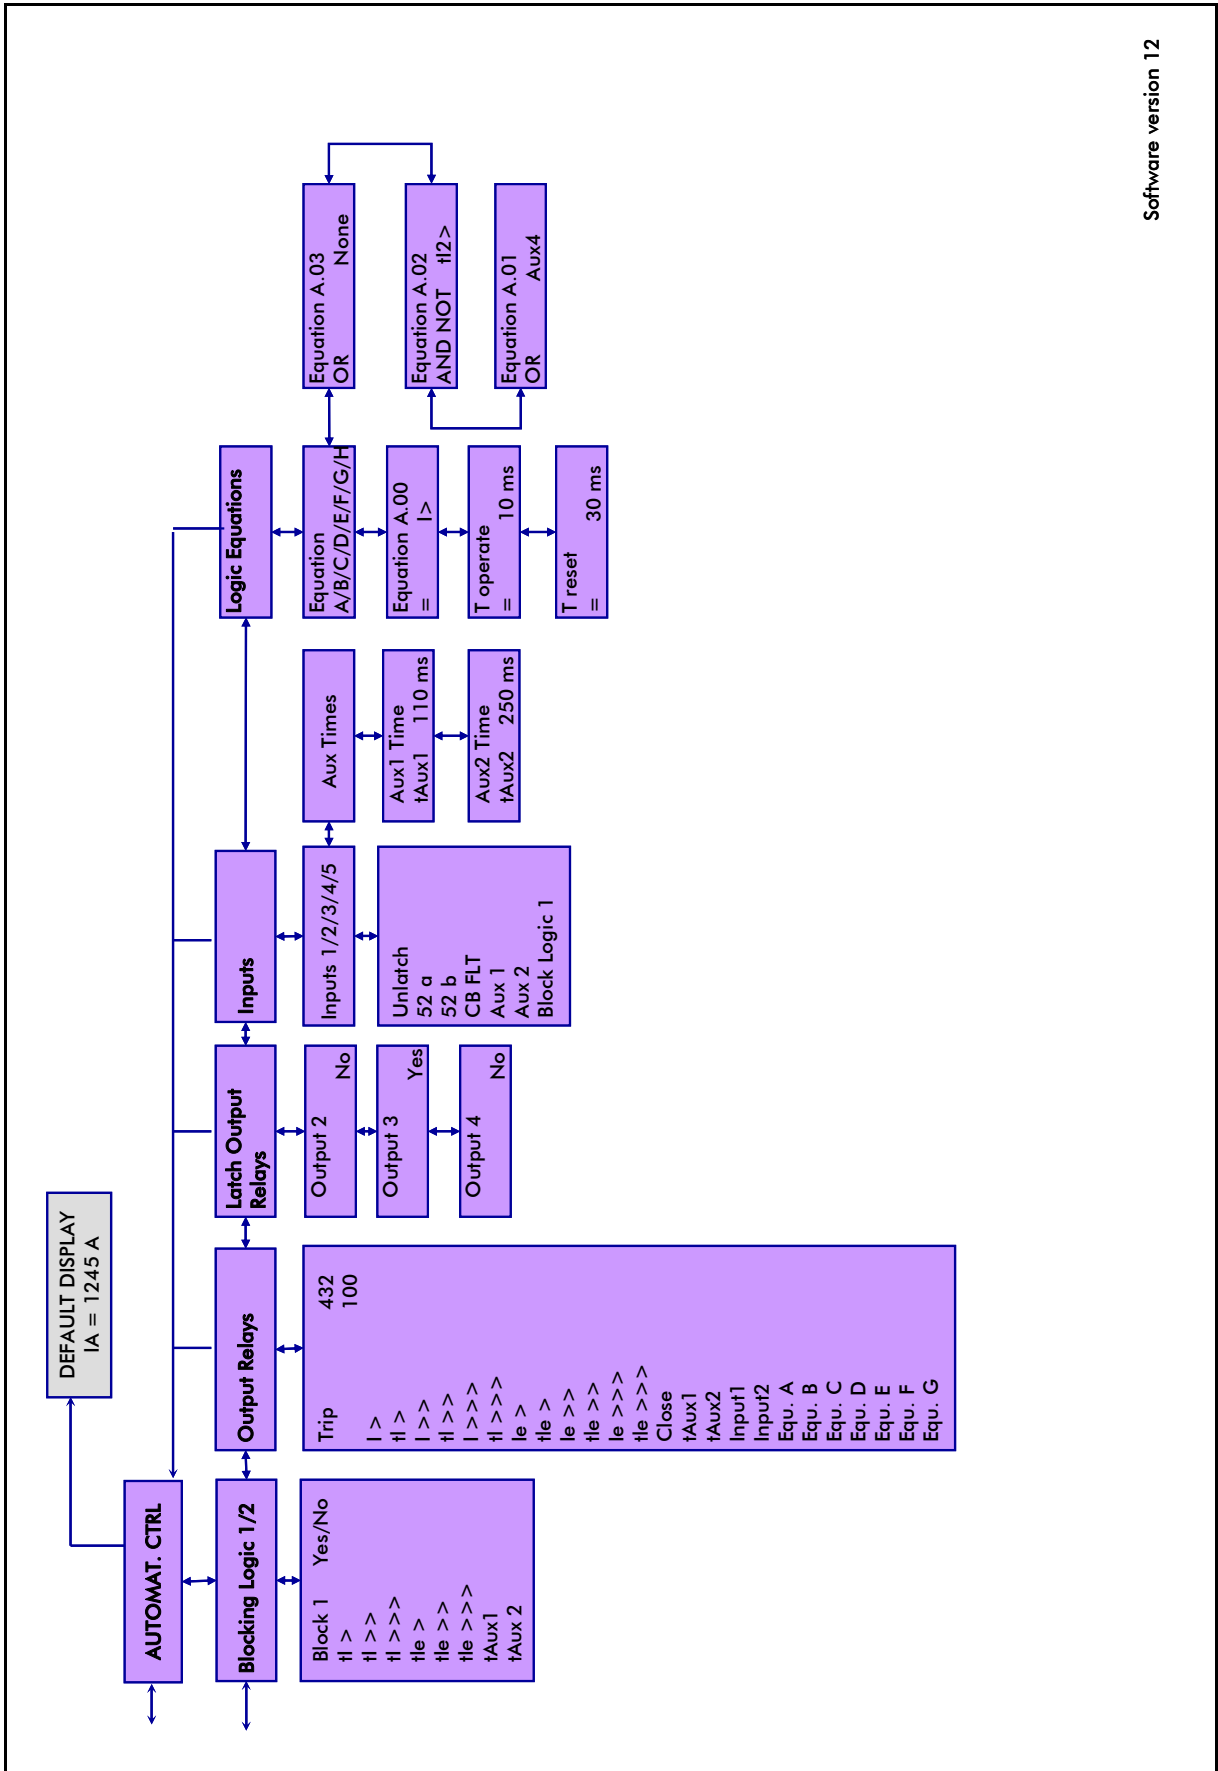 DEFAULT DISPLAY
IA = 1245 A
AUTOMAT. CTRL
Blocking Logic 1/2
Block 1 Yes/No
tI >
tI > >
tI > > >
tIe >
tIe > >
tIe > > >
tAux1
tAux 2
Output Relays
Trip 432
100
I >
tI >
I > >
tI > >
I > > >
tI > > >
Ie >
tIe >
Ie > >
tIe > >
Ie > > >
tIe > > >
Close
tAux1
tAux2
Input1
Input2
Equ. A
Equ. B
Equ. C
Equ. D
Equ. E
Equ. F
Equ. G
Latch Output
Relays
Output 2
No
Output 3
Yes
Output 4
No
Inputs
Inputs 1/2/3/4/5
Unlatch
52 a
52 b
CB FLT
Aux 1
Aux 2
Block Logic 1
Aux Times
Aux1 Time
tAux1 110 ms
Aux2 Time
tAux2 250 ms
Logic Equations
Equation
A/B/C/D/E/F/G/H
Equation A.00
= I>
T operate
= 10 ms
T reset
= 30 ms
Equation A.03
OR None
Equation A.02
AND NOT tI2>
Equation A.01
OR Aux4
Software version 12